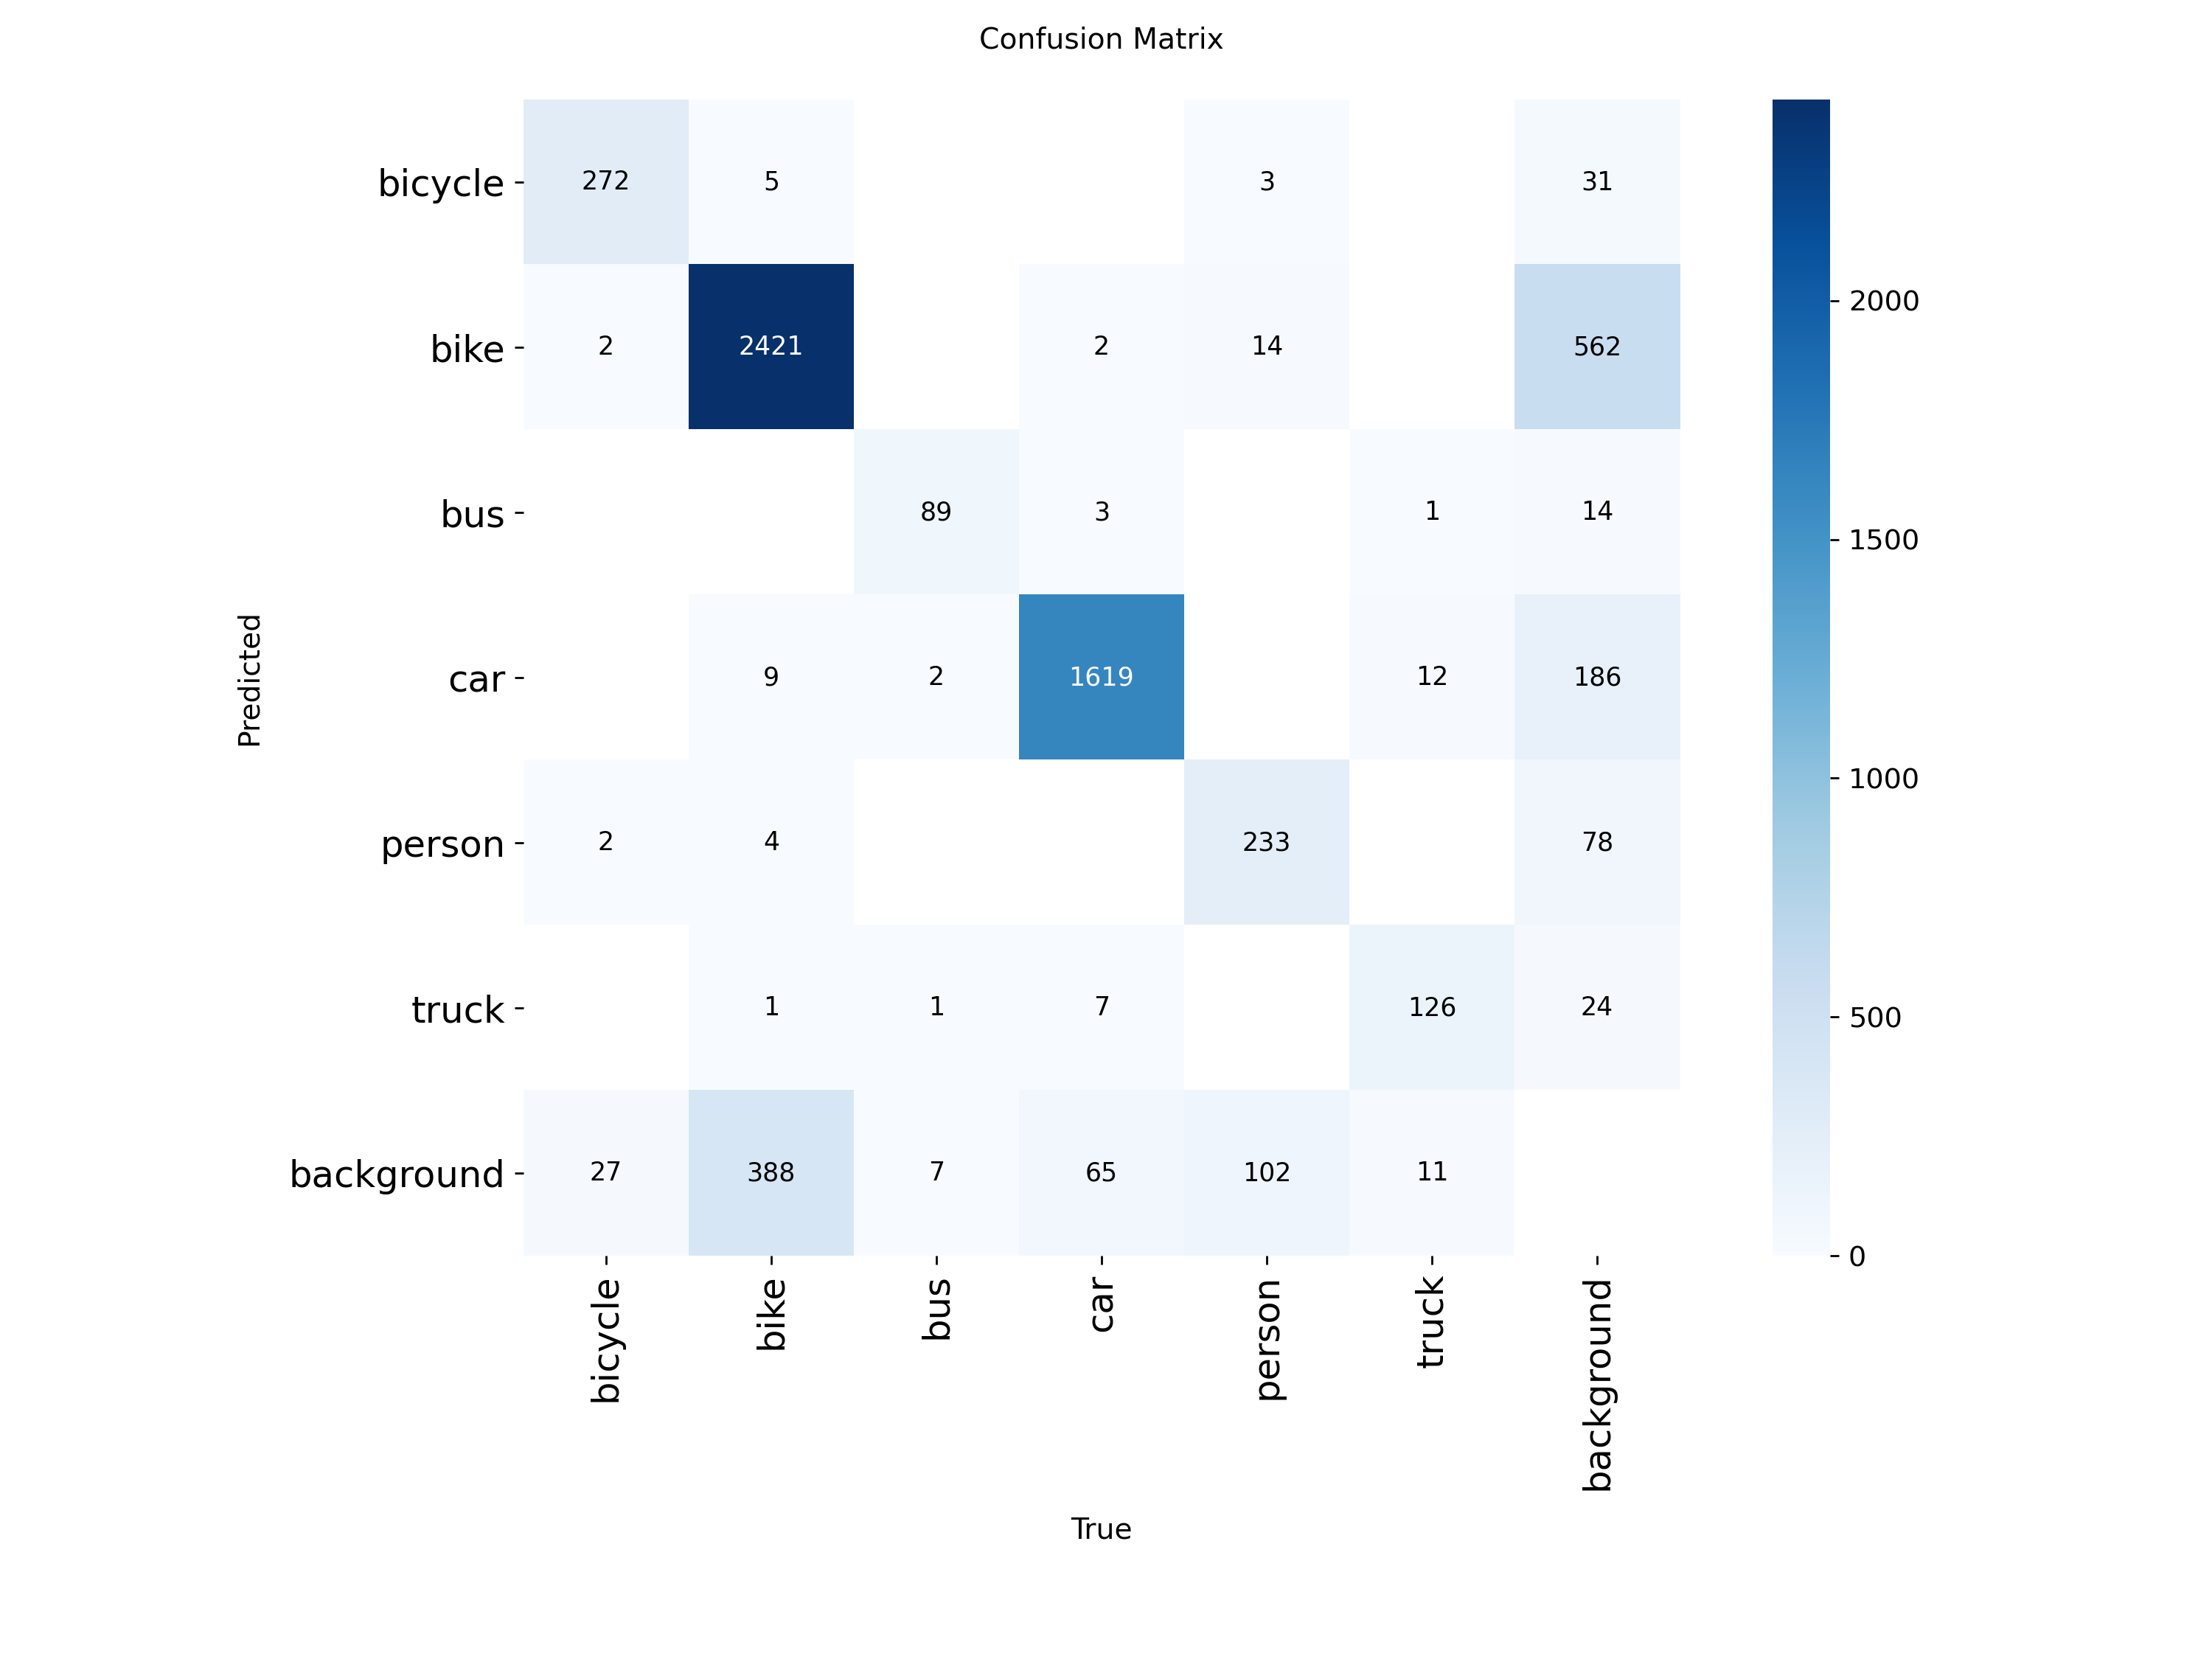 Confusion Matrix
bicycle 272 5 3 31
bike 2 2421 2 14 562
bus 89 3 1 14
car 9 2 1619 12 186
person 2 4 233 78
truck 1 1 7 126 24
background 27 388 7 65 102 11
Predicted
bicycle bike bus car person truck background
True
2000
1500
1000
500
0